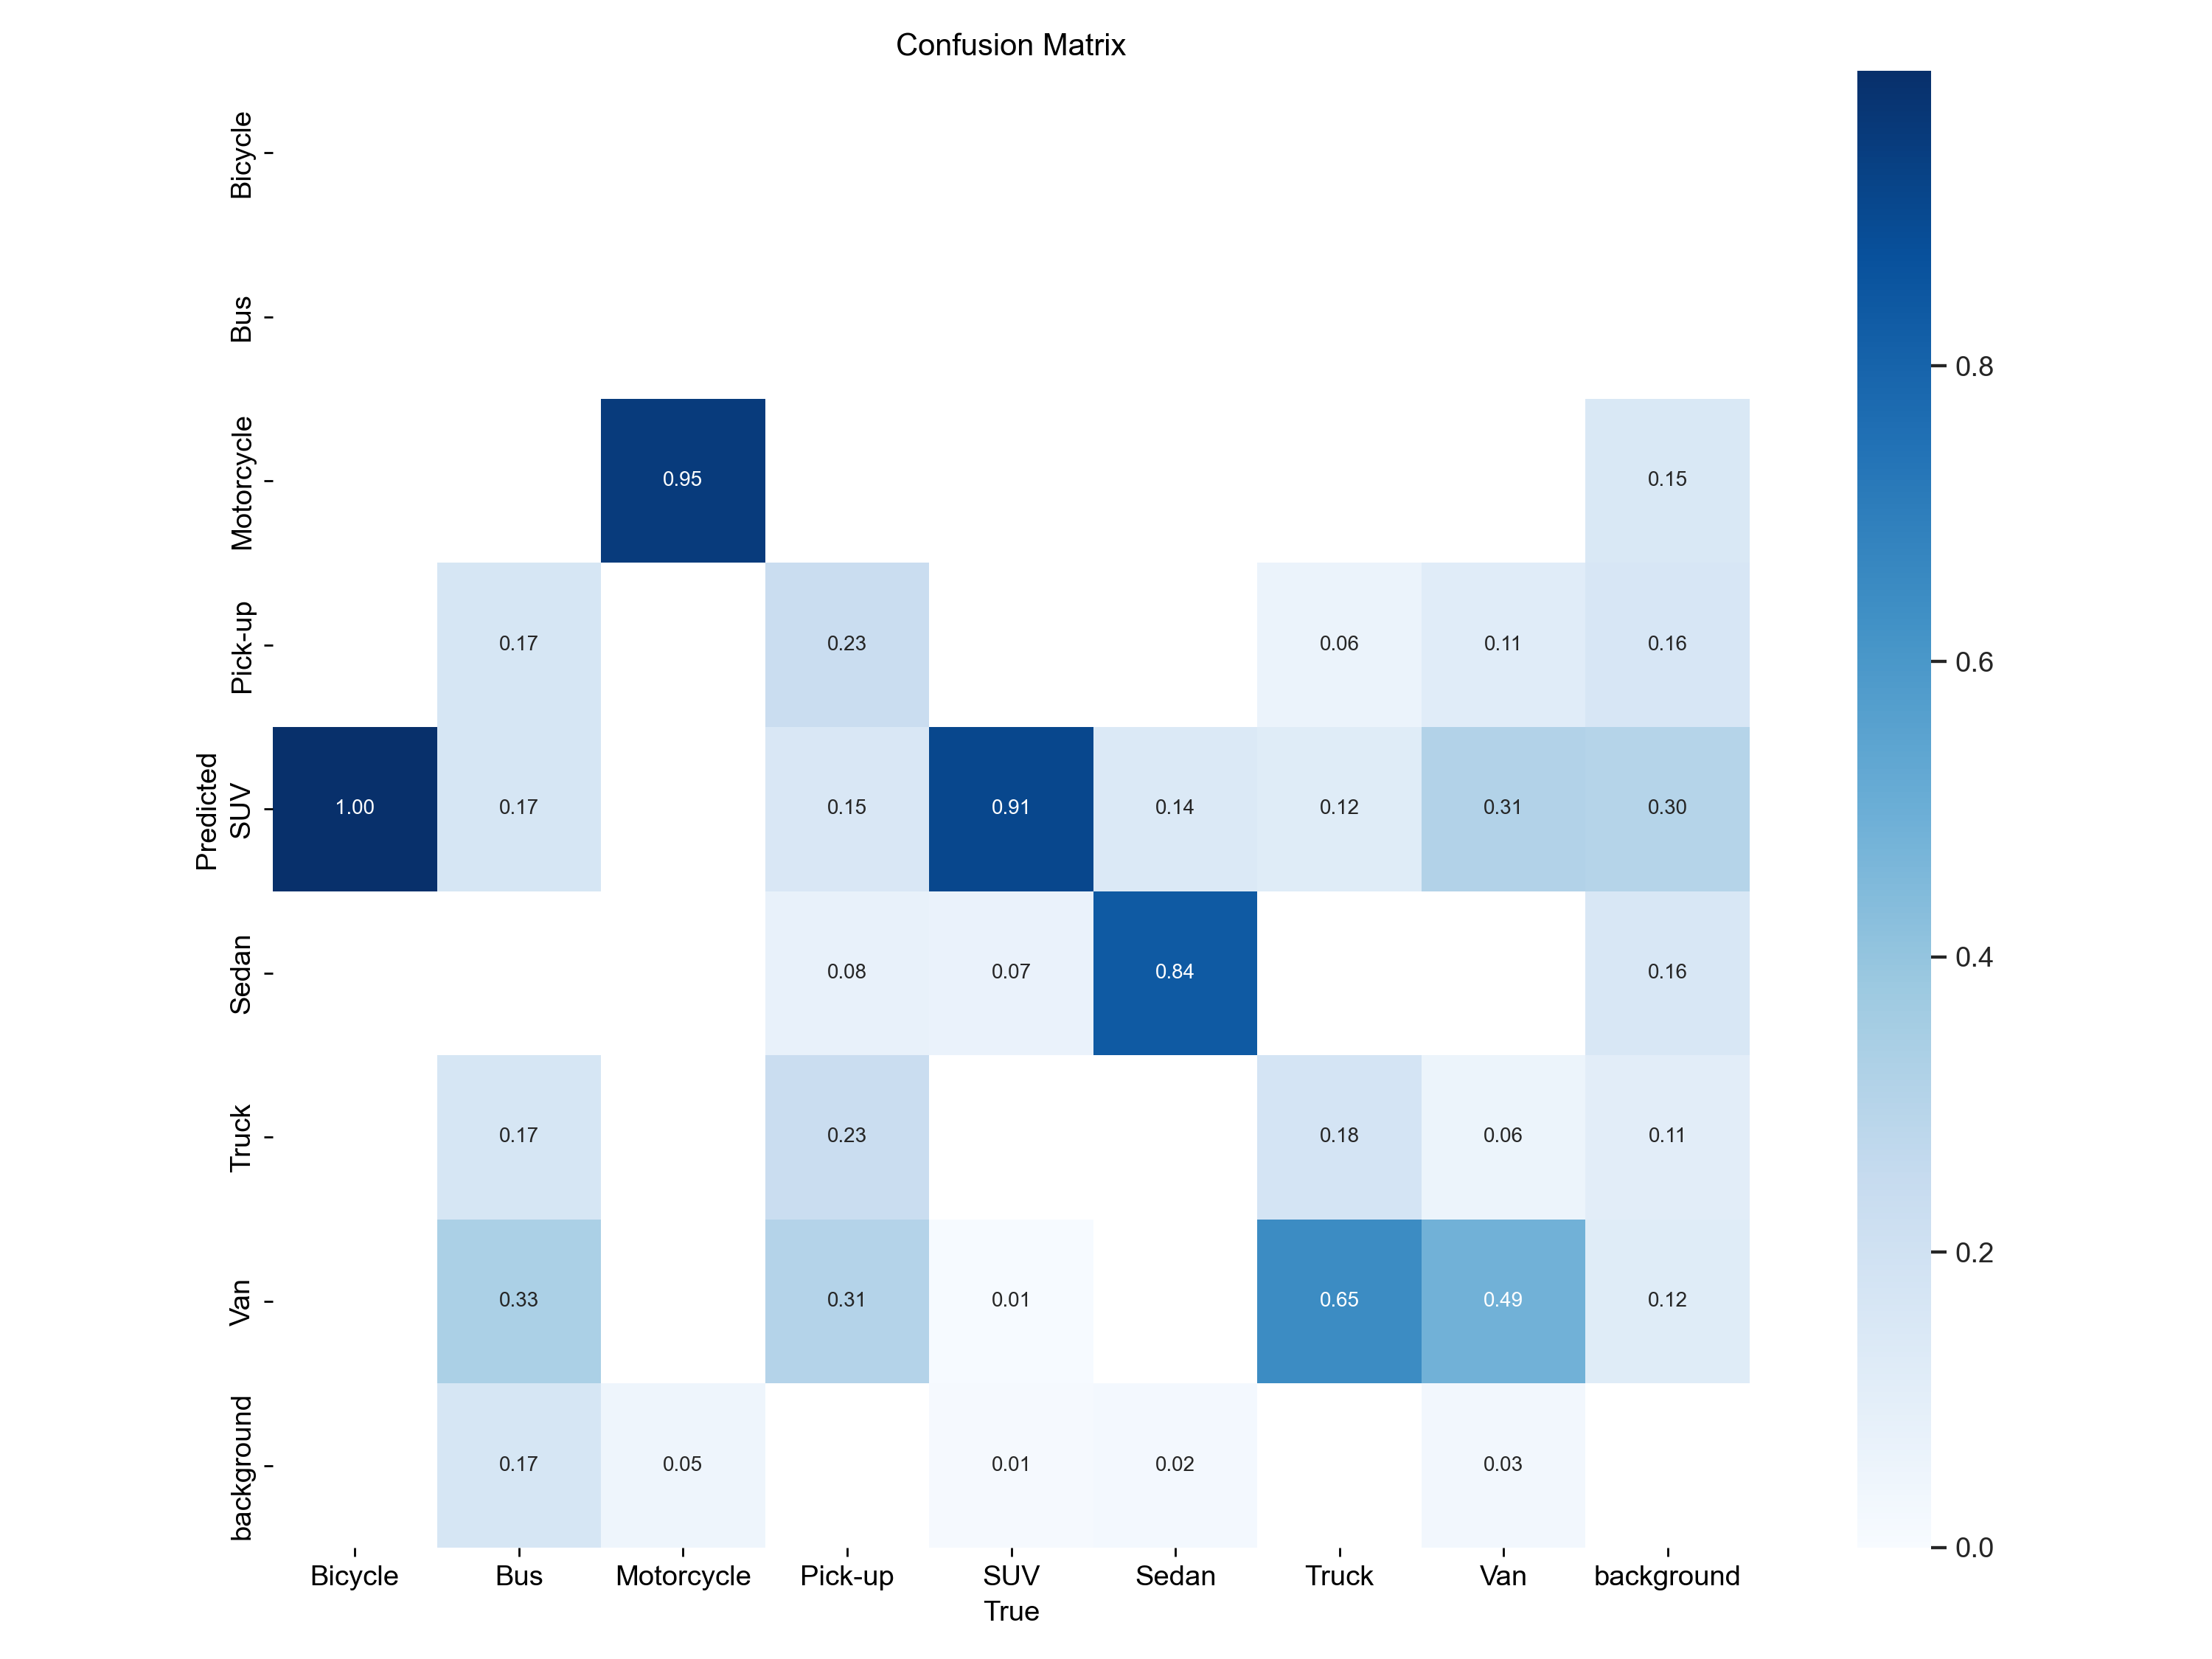 Confusion Matrix
Bicycle
Bus
Motorcycle 0.95 0.15
Pick-up 0.17 0.23 0.06 0.11 0.16
Predicted
SUV 1.00 0.17 0.15 0.91 0.14 0.12 0.31 0.30
Sedan 0.08 0.07 0.84 0.16
Truck 0.17 0.23 0.18 0.06 0.11
Van 0.33 0.31 0.01 0.65 0.49 0.12
background 0.17 0.05 0.01 0.02 0.03
Bicycle Bus Motorcycle Pick-up SUV Sedan Truck Van background
True
0.8
0.6
0.4
0.2
0.0